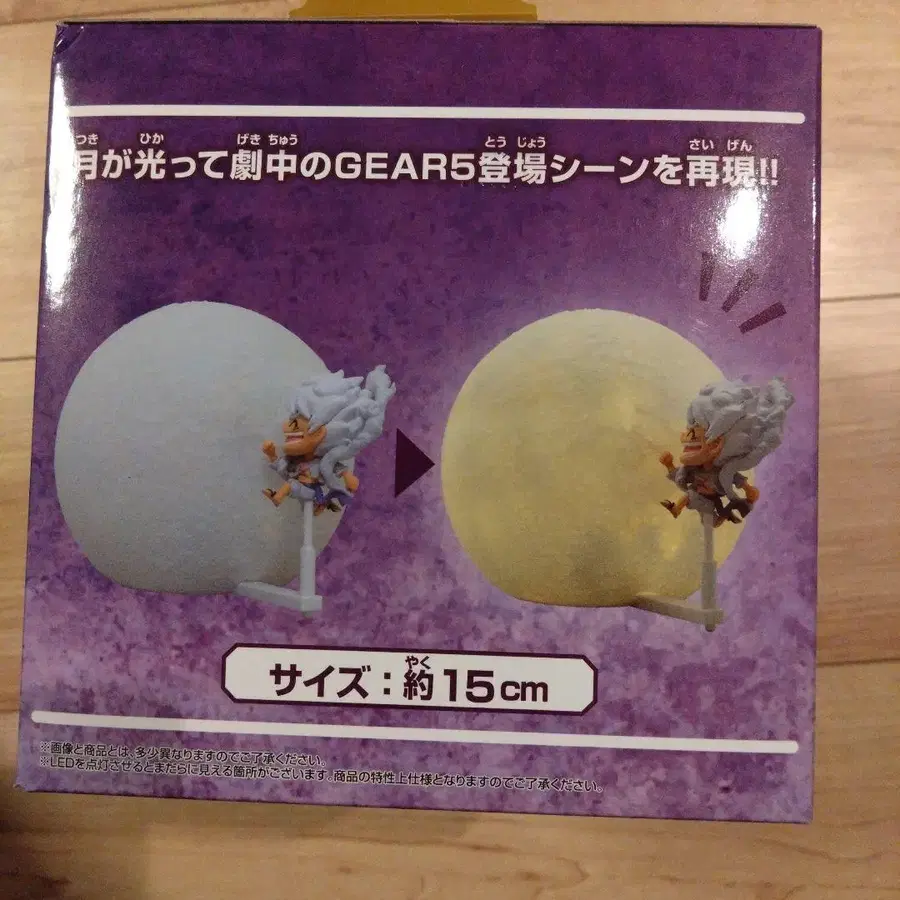 月が光って劇中のGEAR5登場シーンを再現!!
サイズ：約15cm
※画像と商品とは、多少異なりますのでご了承ください。
※LEDを点灯させるとまだらに見える箇所がございます。商品の特性上仕様となりますのでご了承ください。